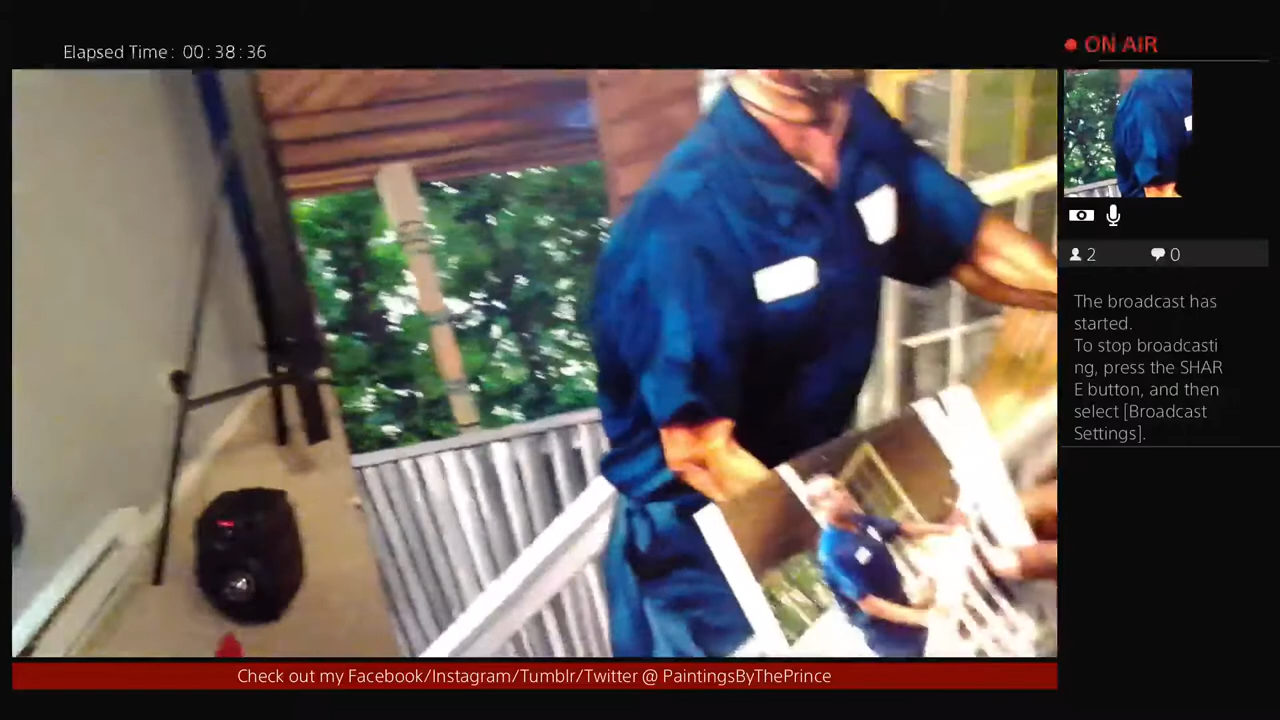 Elapsed Time: 00:38:36
ON AIR
2 0
The broadcast has
started.
To stop broadcasti
ng, press the SHAR
E button, and then
select [Broadcast
Settings].
Check out my Facebook/Instagram/Tumblr/Twitter @ PaintingsByThePrince